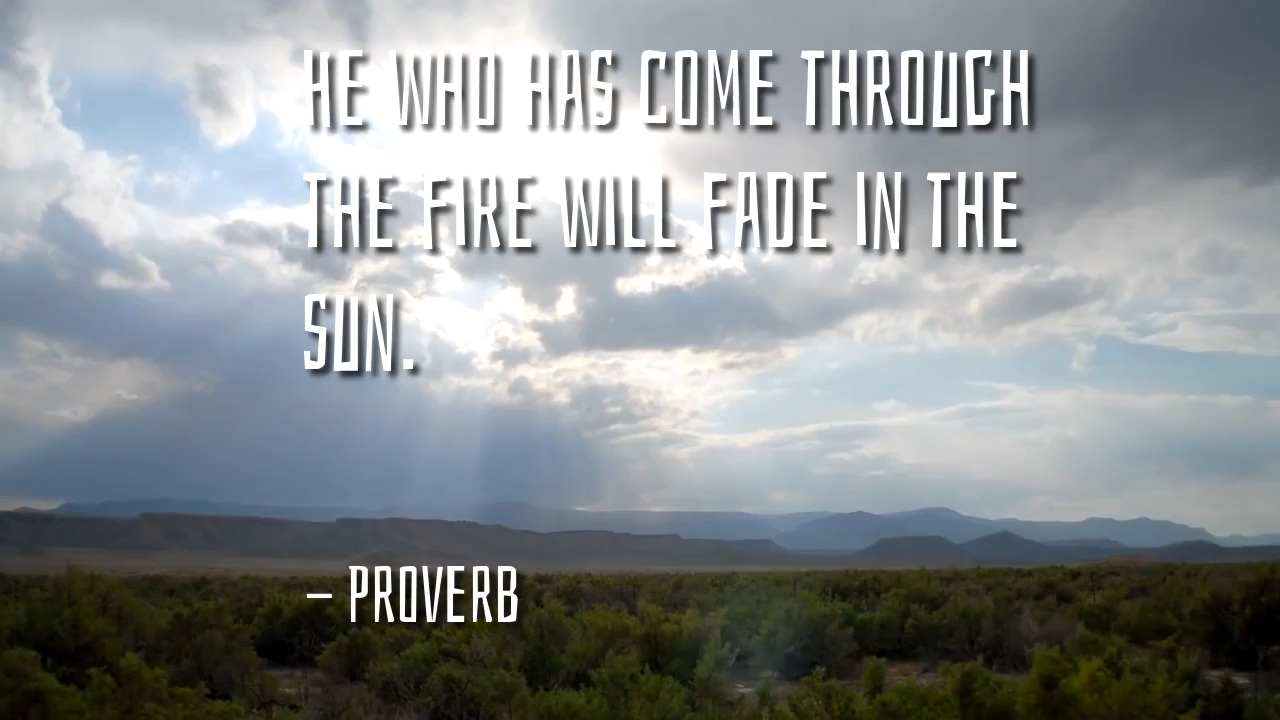 HE WHO HAS COME THROUGH
THE FIRE WILL FADE IN THE
SUN.
– PROVERB